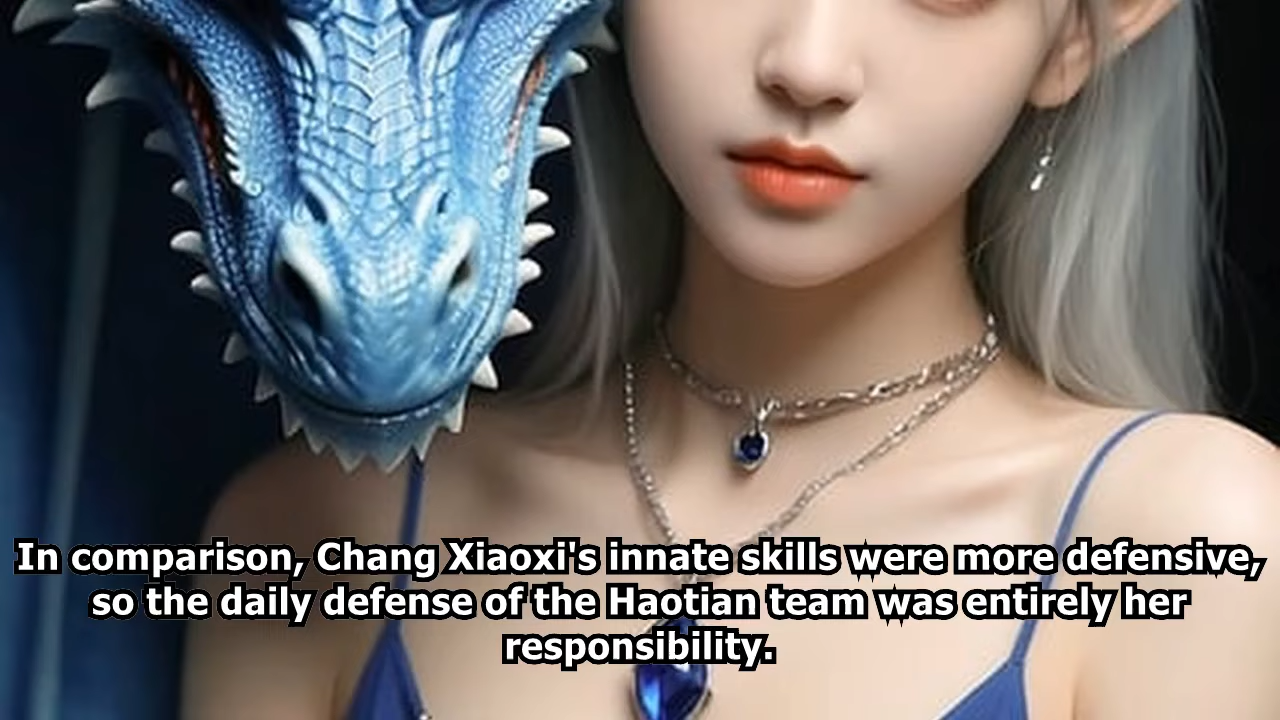 In comparison, Chang Xiaoxi's innate skills were more defensive,
so the daily defense of the Haotian team was entirely her
responsibility.